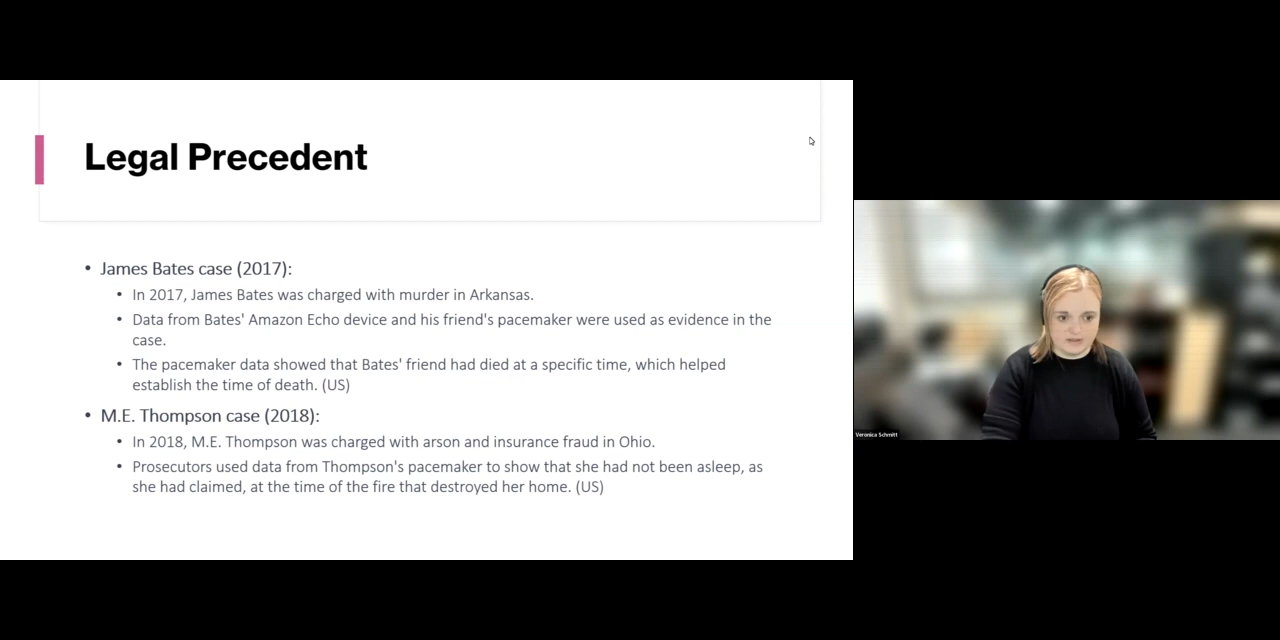 Legal Precedent
• James Bates case (2017):
• In 2017, James Bates was charged with murder in Arkansas.
• Data from Bates' Amazon Echo device and his friend's pacemaker were used as evidence in the
case.
• The pacemaker data showed that Bates' friend had died at a specific time, which helped
establish the time of death. (US)
• M.E. Thompson case (2018):
• In 2018, M.E. Thompson was charged with arson and insurance fraud in Ohio.
• Prosecutors used data from Thompson's pacemaker to show that she had not been asleep, as
she had claimed, at the time of the fire that destroyed her home. (US)
Veronica Schmitt